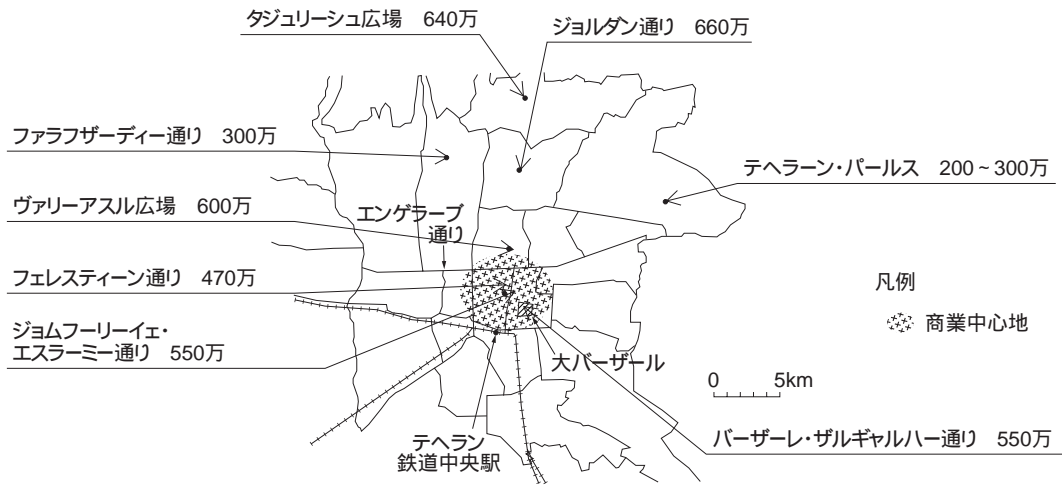 タジュリーシュ広場　640万
ジョルダン通り　660万
ファラフザーディー通り　300万
テヘラーン・パールス　200～300万
ヴァリーアスル広場　600万
エンゲラーブ
通り
フェレスティーン通り　470万
凡例
商業中心地
ジョムフーリーイェ・
エスラーミー通り　550万
大バーザール
0　5km
テヘラン
鉄道中央駅
バーザーレ・ザルギャルハー通り　550万